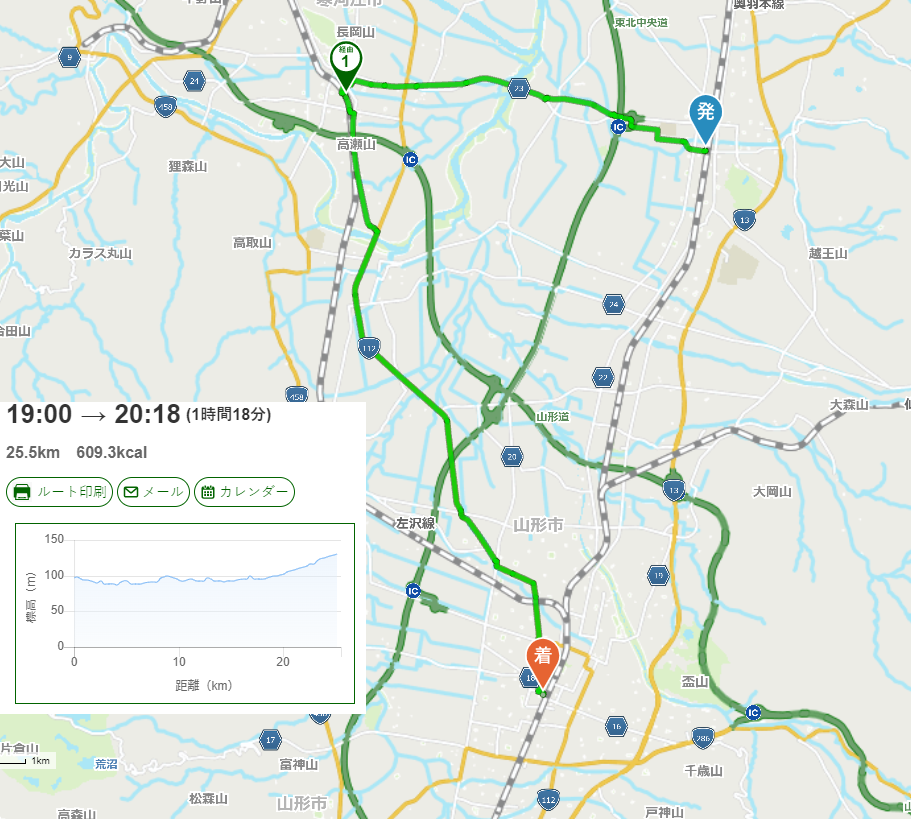 奥羽本線
寒河江市
東北中央道
長岡山
経由
1
9
24
23
発
458
IC
高瀬山
IC
大山
狸森山
月光山
13
葉山
高取山
カラス丸山
越王山
24
合田山
112
22
458
大森山
19:00 → 20:18 (1時間18分)
山形道
25.5km 609.3kcal
20
ルート印刷
メール
カレンダー
13
大岡山
左沢線
山形市
150
100
50
0
標高（m）
0
10
20
距離（km）
19
IC
着
18
盃山
IC
16
17
286
片倉山
1km
荒沼
富神山
千歳山
松森山
山形市
112
高森山
戸神山